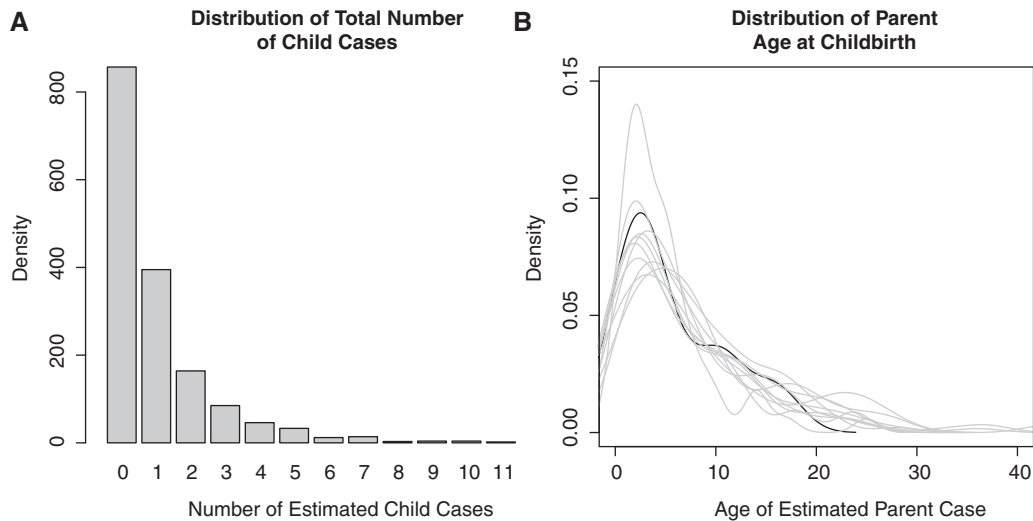 A
Distribution of Total Number
of Child Cases
Density
800
600
400
200
0
0 1 2 3 4 5 6 7 8 9 10 11
Number of Estimated Child Cases
B
Distribution of Parent
Age at Childbirth
Density
0.15
0.10
0.05
0.00
0 10 20 30 40
Age of Estimated Parent Case